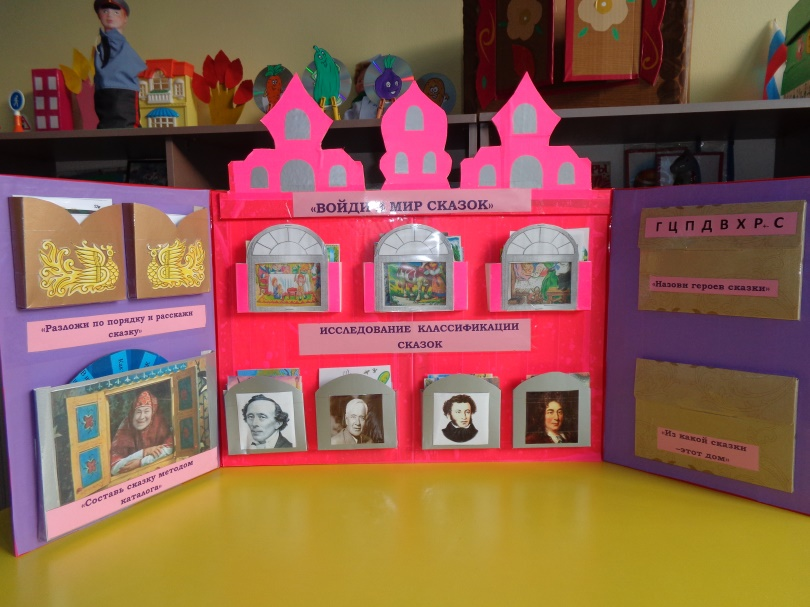 «ВОЙДИ В МИР СКАЗОК»
«Разложи по порядку и расскажи
сказку»
«Составь сказку методом
каталога»
ИССЛЕДОВАНИЕ КЛАССИФИКАЦИИ
СКАЗОК
Г Ц П Д В Х Р С
«Назови героев сказки»
«Из какой сказки
–этот дом»